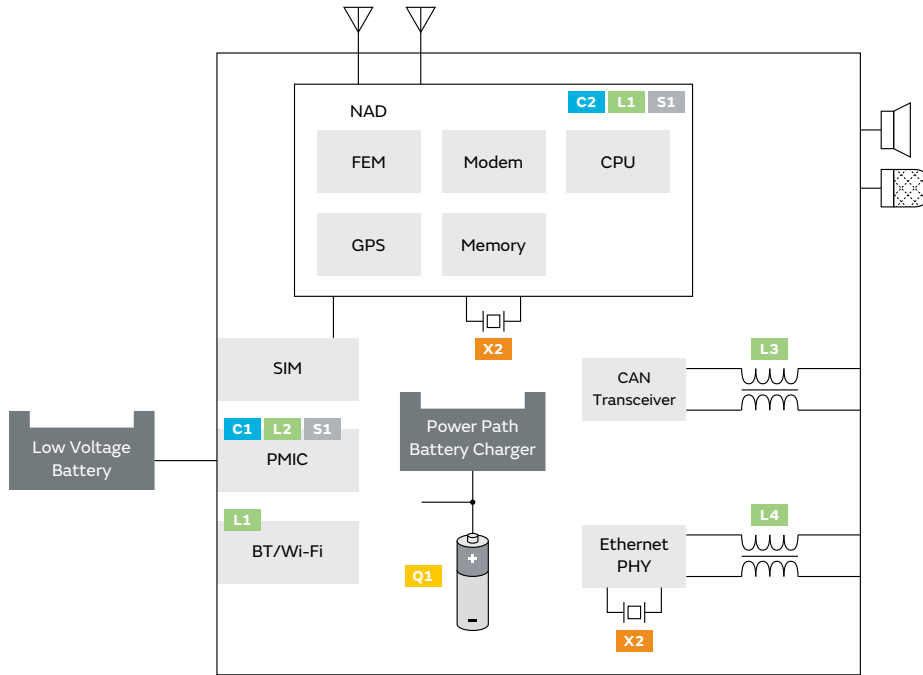 NAD
C2 L1 S1
FEM
Modem
CPU
GPS
Memory
X2
SIM
L3
CAN
Transceiver
Low Voltage
Battery
C1 L2 S1
PMIC
Power Path
Battery Charger
L1
BT/Wi-Fi
Q1
+
-
L4
Ethernet
PHY
X2